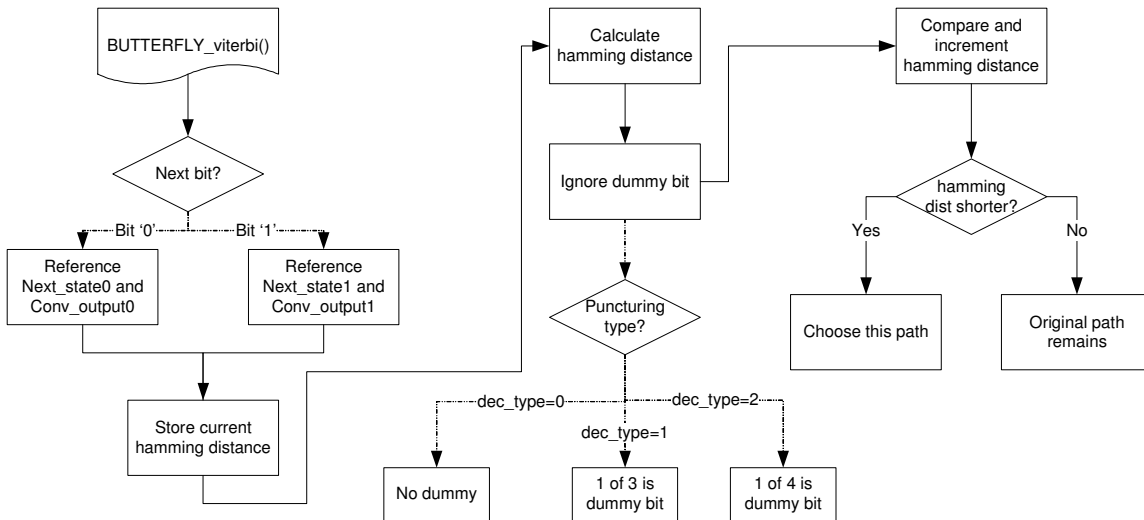 BUTTERFLY_viterbi()
Next bit?
Bit ‘0’
Bit ‘1’
Reference
Next_state0 and
Conv_output0
Reference
Next_state1 and
Conv_output1
Store current
hamming distance
Calculate
hamming distance
Ignore dummy bit
Puncturing
type?
dec_type=0
dec_type=1
dec_type=2
No dummy
1 of 3 is
dummy bit
1 of 4 is
dummy bit
Compare and
increment
hamming distance
hamming
dist shorter?
Yes
No
Choose this path
Original path
remains